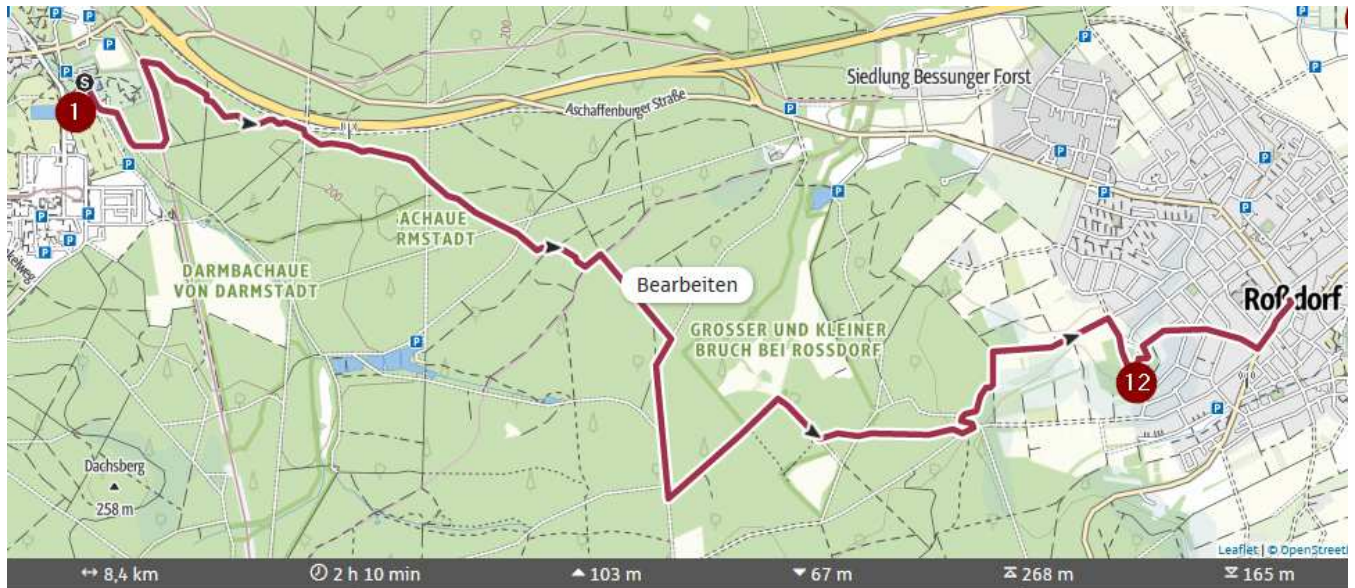 200
P
P
S
1
P
P
P
P
P
Siedlung Bessunger Forst
Aschaffenburger Straße
P
P
P
P
P
200
ACHAUE
RMSTADT
DARMBACHAUE
VON DARMSTADT
Bearbeiten
Roßdorf
GROSSER UND KLEINER
BRUCH BEI ROSSDORF
P
12
P
Dachsberg
258 m
Leaflet | © OpenStreet
8,4 km
2 h 10 min
103 m
67 m
268 m
165 m